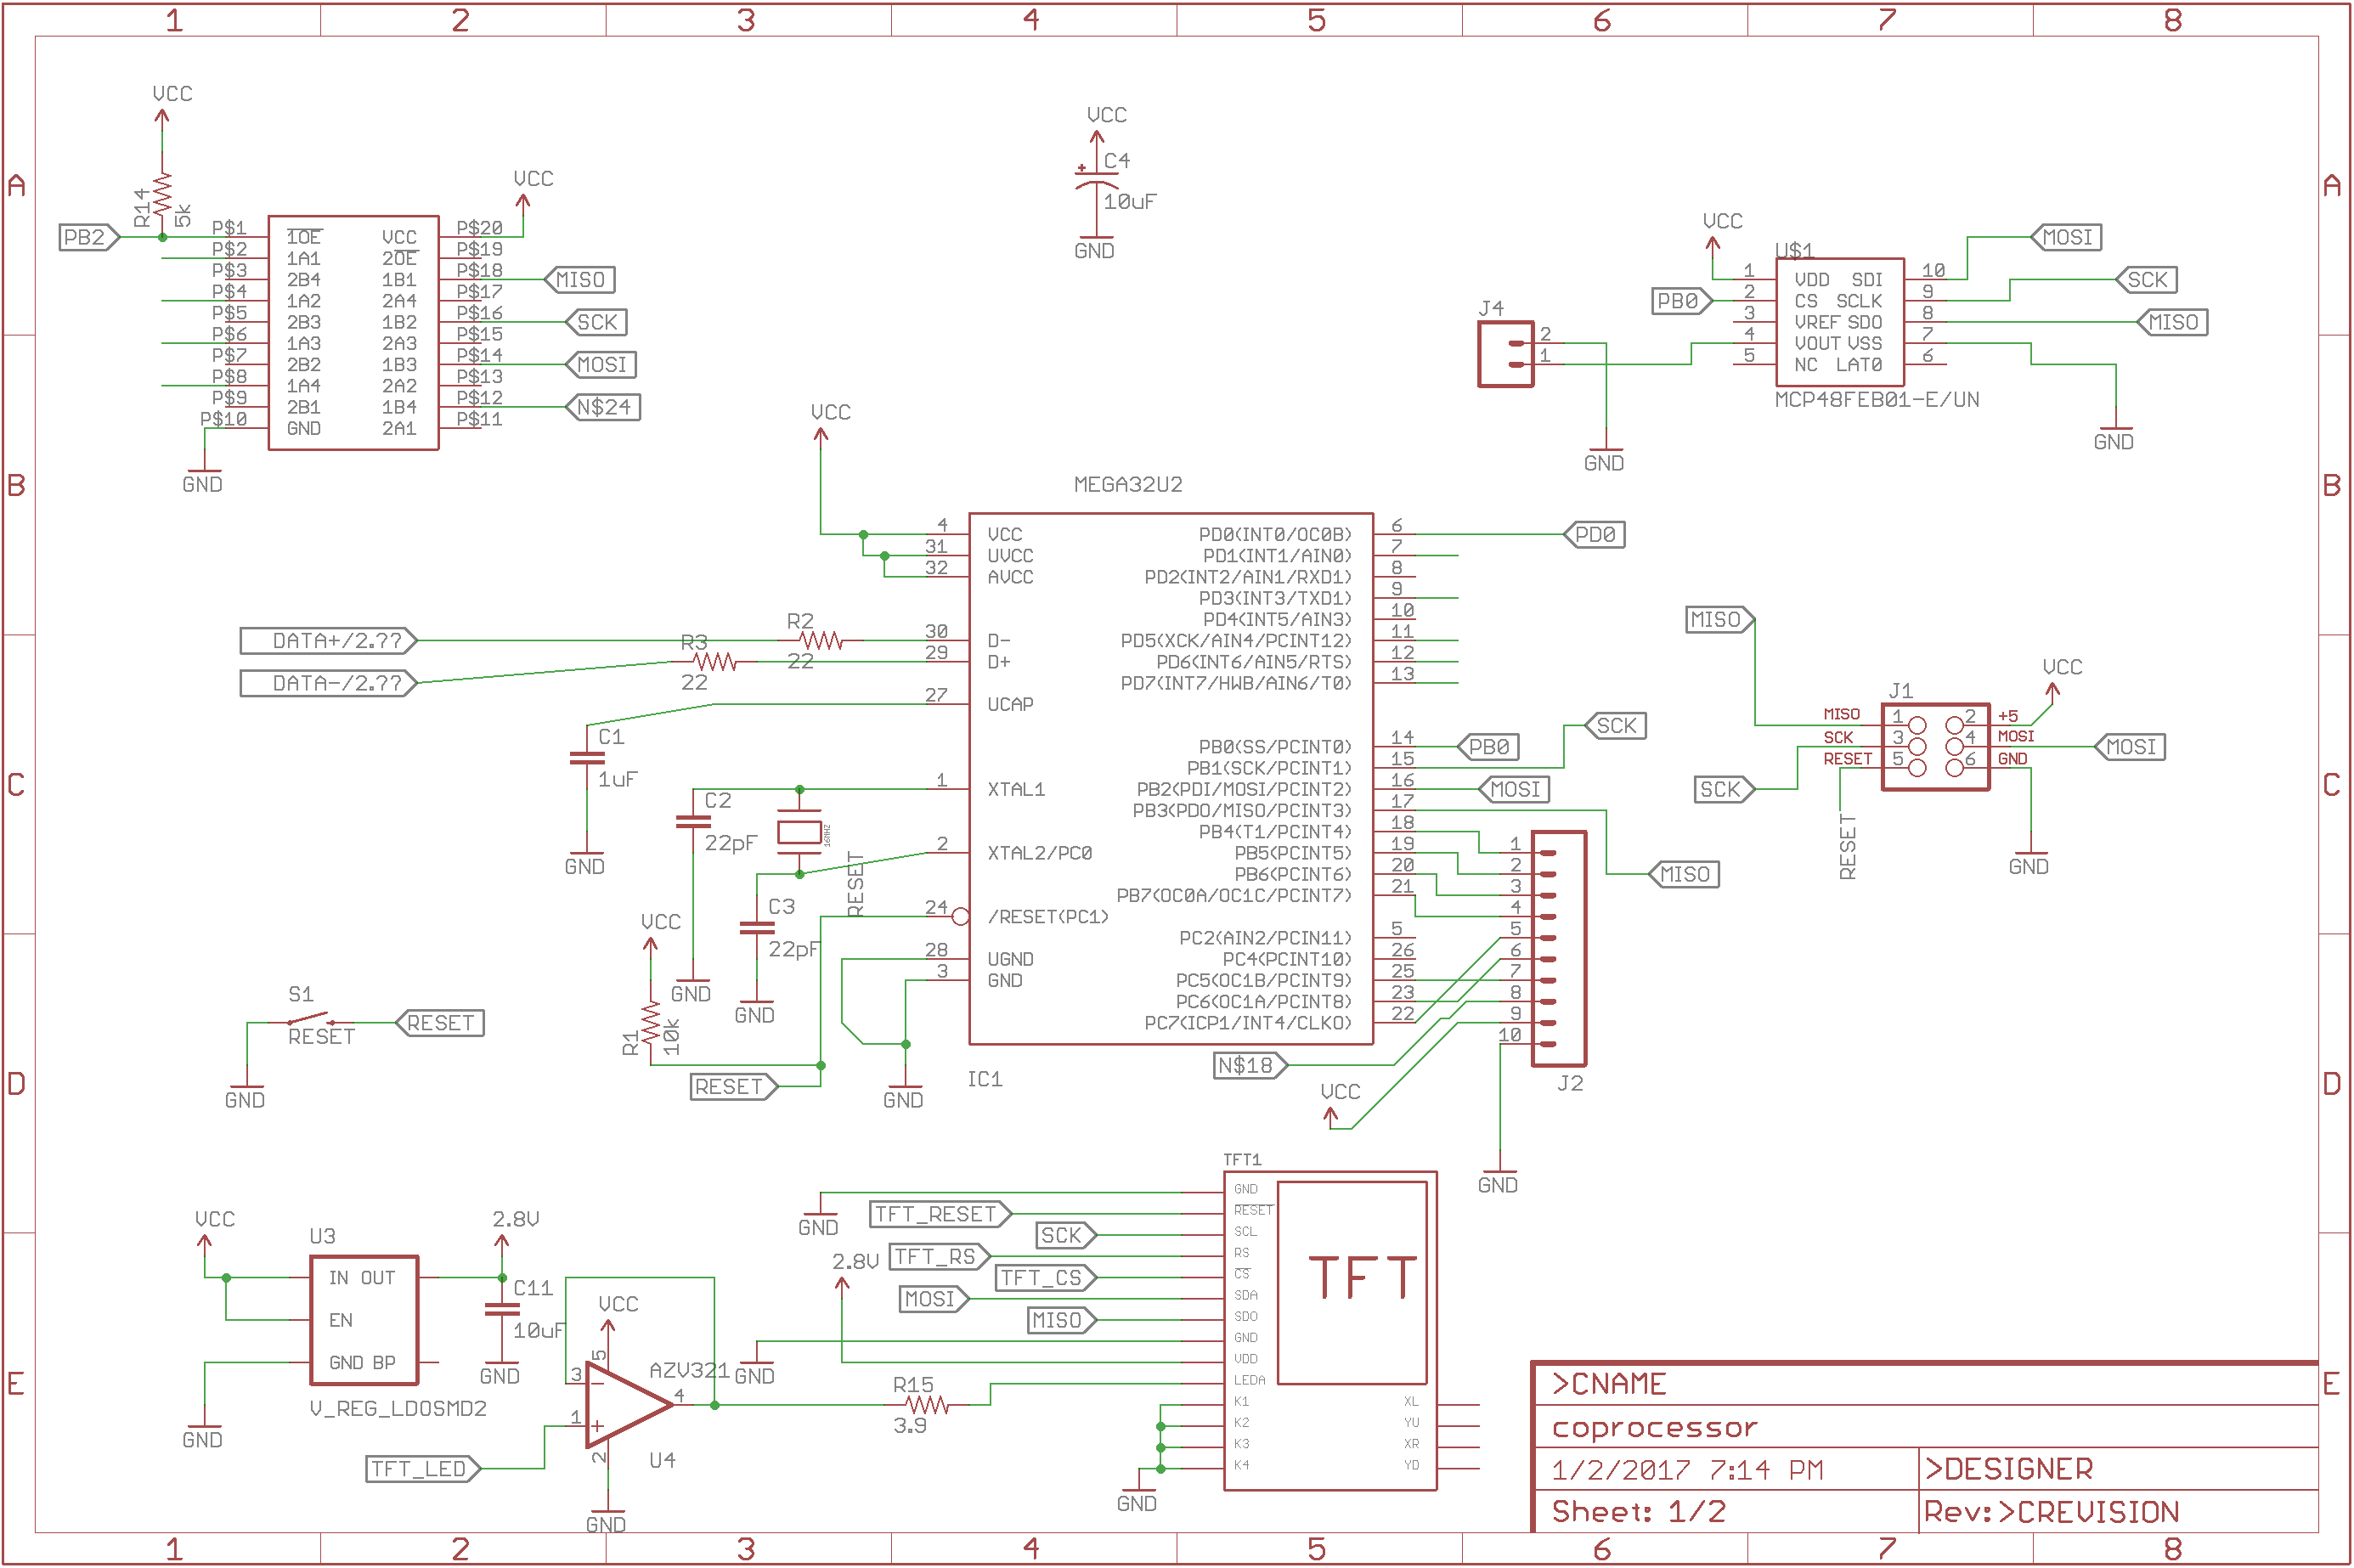 1 2 3 4 5 6 7 8
A A
B B
C C
D D
E E
VCC
R14
5k
PB2
VCC
P$1 1OE VCC P$20
P$2 1A1 2OE P$19
P$3 2B4 1B1 P$18 MISO
P$4 1A2 2A4 P$17
P$5 2B3 1B2 P$16 SCK
P$6 1A3 2A3 P$15
P$7 2B2 1B3 P$14 MOSI
P$8 1A4 2A2 P$13
P$9 2B1 1B4 P$12 N$24
P$10 GND 2A1 P$11
GND
VCC
+ C4
10uF
GND
J4
2
1
GND
VCC
U$1
1 VDD SDI 10 MOSI
PB0 2 CS SCLK 9 SCK
3 VREF SDO 8 MISO
4 VOUT VSS 7
5 NC LAT0 6
MCP48FEB01-E/UN
GND
VCC
MEGA32U2
4 VCC PD0(INT0/OC0B) 6 PD0
31 UVCC PD1(INT1/AIN0) 7
32 AVCC PD2(INT2/AIN1/RXD1) 8
PD3(INT3/TXD1) 9
PD4(INT5/AIN3) 10
DATA+/2.?? R2 22 30 D- PD5(XCK/AIN4/PCINT12) 11
DATA-/2.?? R3 22 29 D+ PD6(INT6/AIN5/RTS) 12
PD7(INT7/HWB/AIN6/T0) 13
27 UCAP
C1
1uF
GND
PB0(SS/PCINT0) 14 PB0
PB1(SCK/PCINT1) 15 SCK
1 XTAL1 PB2(PDI/MOSI/PCINT2) 16 MOSI
PB3(PDO/MISO/PCINT3) 17 MISO
PB4(T1/PCINT4) 18
2 XTAL2/PC0 PB5(PCINT5) 19
PB6(PCINT6) 20
PB7(OC0A/OC1C/PCINT7) 21
24 /RESET(PC1)
PC2(AIN2/PCIN11) 5
28 UGND PC4(PCINT10) 26
3 GND PC5(OC1B/PCINT9) 25
PC6(OC1A/PCINT8) 23
PC7(ICP1/INT4/CLKO) 22
IC1
C2
22pF
16MHZ
RESET
C3
22pF
GND
GND
VCC
R1
10k
RESET
GND
S1
RESET
RESET
GND
1
2
3
4
5
6
7
8
9
10
J2
N$18
VCC
GND
MISO
VCC
J1
MISO 1 2 +5
SCK 3 4 MOSI MOSI
RESET 5 6 GND
SCK
RESET
GND
VCC
U3
2.8V
IN OUT
EN
GND BP
V_REG_LDOSMD2
C11
10uF
GND
GND
VCC
AZV321
3 -
5
4
1 +
2
U4
TFT_LED
GND
R15
3.9
TFT1
GND
GND
TFT_RESET RESET
SCK SCL
TFT_RS RS
2.8V
TFT_CS CS
MOSI SDA
MISO SDO
GND GND
VDD
LEDA
K1 XL
K2 YU
K3 XR
K4 YD
GND
TFT
>CNAME
coprocessor
1/2/2017 7:14 PM >DESIGNER
Sheet: 1/2 Rev:>CREVISION
1 2 3 4 5 6 7 8